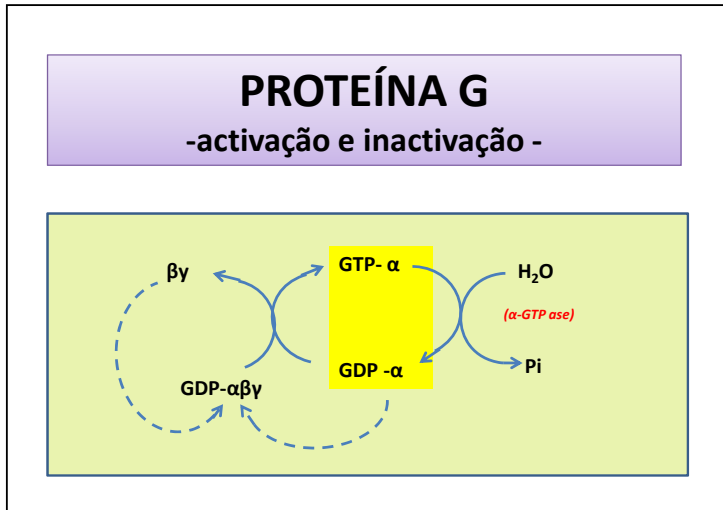 PROTEÍNA G
-activação e inactivação -
βγ
GTP- α
H₂O
(α-GTP ase)
GDP -α
Pi
GDP-αβγ